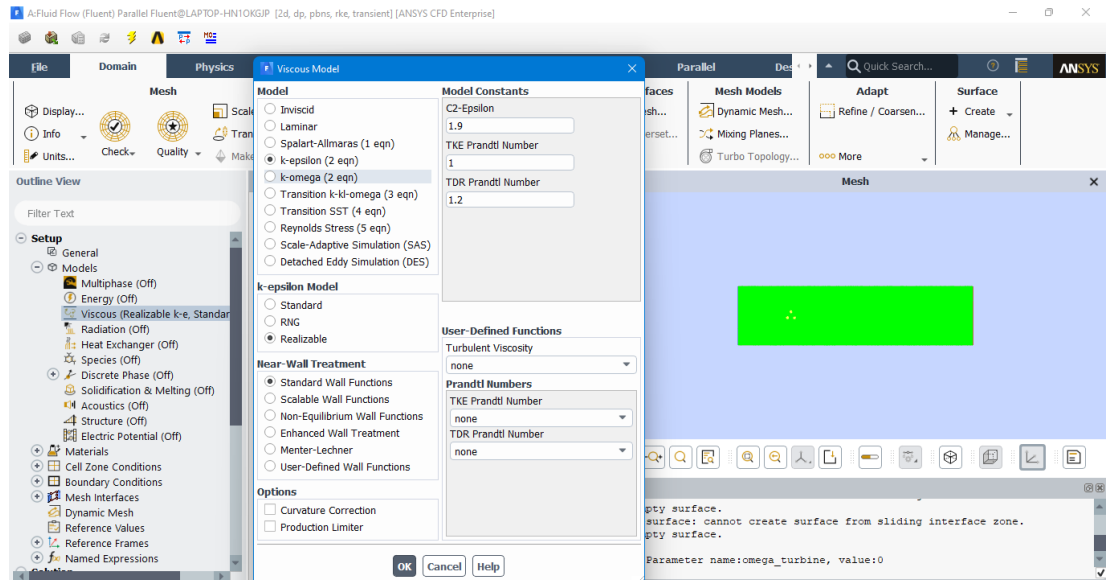 A:Fluid Flow (Fluent) Parallel Fluent@LAPTOP-HN1OKGJP [2d, dp, pbns, rke, transient] [ANSYS CFD Enterprise]
File
Domain
Physics
Parallel
Quick Search...
ANSYS
Mesh
Display...
Info
Units...
Check
Quality
Scale
Tran
Make
faces
sh...
erset...
Mesh Models
Dynamic Mesh...
Mixing Planes...
Turbo Topology...
Adapt
Refine / Coarsen...
More
Surface
Create
Manage...
Outline View
Filter Text
Setup
General
Models
Multiphase (Off)
Energy (Off)
Viscous (Realizable k-e, Standar
Radiation (Off)
Heat Exchanger (Off)
Species (Off)
Discrete Phase (Off)
Solidification & Melting (Off)
Acoustics (Off)
Structure (Off)
Electric Potential (Off)
Materials
Cell Zone Conditions
Boundary Conditions
Mesh Interfaces
Dynamic Mesh
Reference Values
Reference Frames
Named Expressions
Solution
Viscous Model
Model
Inviscid
Laminar
Spalart-Allmaras (1 eqn)
k-epsilon (2 eqn)
k-omega (2 eqn)
Transition k-kl-omega (3 eqn)
Transition SST (4 eqn)
Reynolds Stress (5 eqn)
Scale-Adaptive Simulation (SAS)
Detached Eddy Simulation (DES)
k-epsilon Model
Standard
RNG
Realizable
Near-Wall Treatment
Standard Wall Functions
Scalable Wall Functions
Non-Equilibrium Wall Functions
Enhanced Wall Treatment
Menter-Lechner
User-Defined Wall Functions
Options
Curvature Correction
Production Limiter
Model Constants
C2-Epsilon
1.9
TKE Prandtl Number
1
TDR Prandtl Number
1.2
User-Defined Functions
Turbulent Viscosity
none
Prandtl Numbers
TKE Prandtl Number
none
TDR Prandtl Number
none
OK
Cancel
Help
Mesh
pty surface.
surface: cannot create surface from sliding interface zone.
pty surface.
Parameter name:omega_turbine, value:0